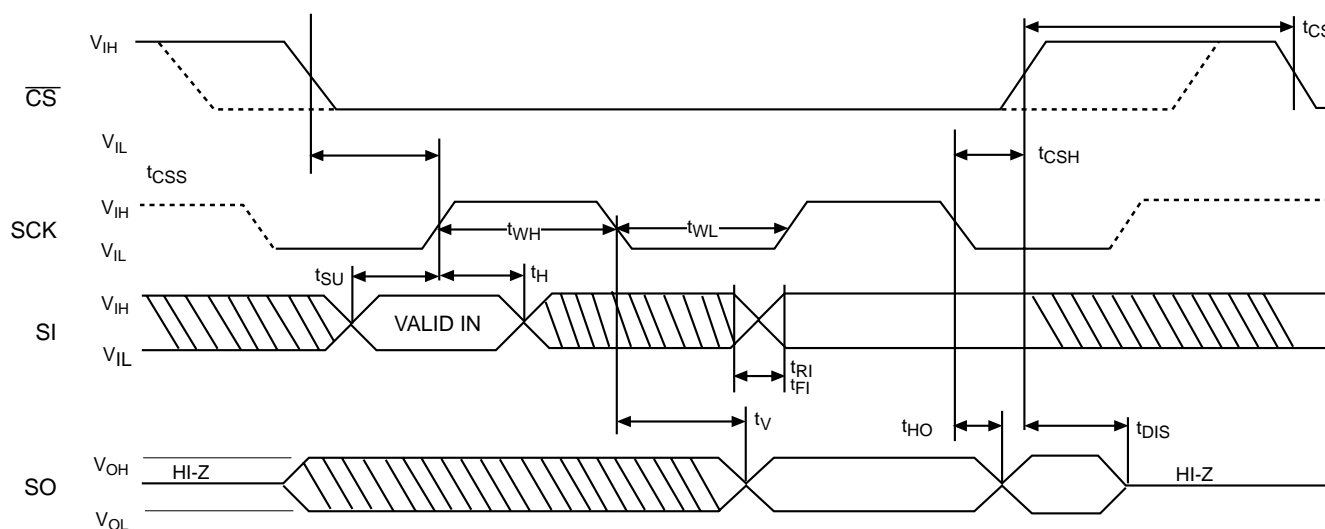 V_IH
t_CS
CS
V_IL
t_CSH
t_CSS
V_IH
SCK
t_WH
t_WL
V_IL
t_SU
t_H
V_IH
SI
VALID IN
V_IL
t_RI
t_FI
t_V
t_HO
t_DIS
V_OH
HI-Z
HI-Z
SO
V_OL